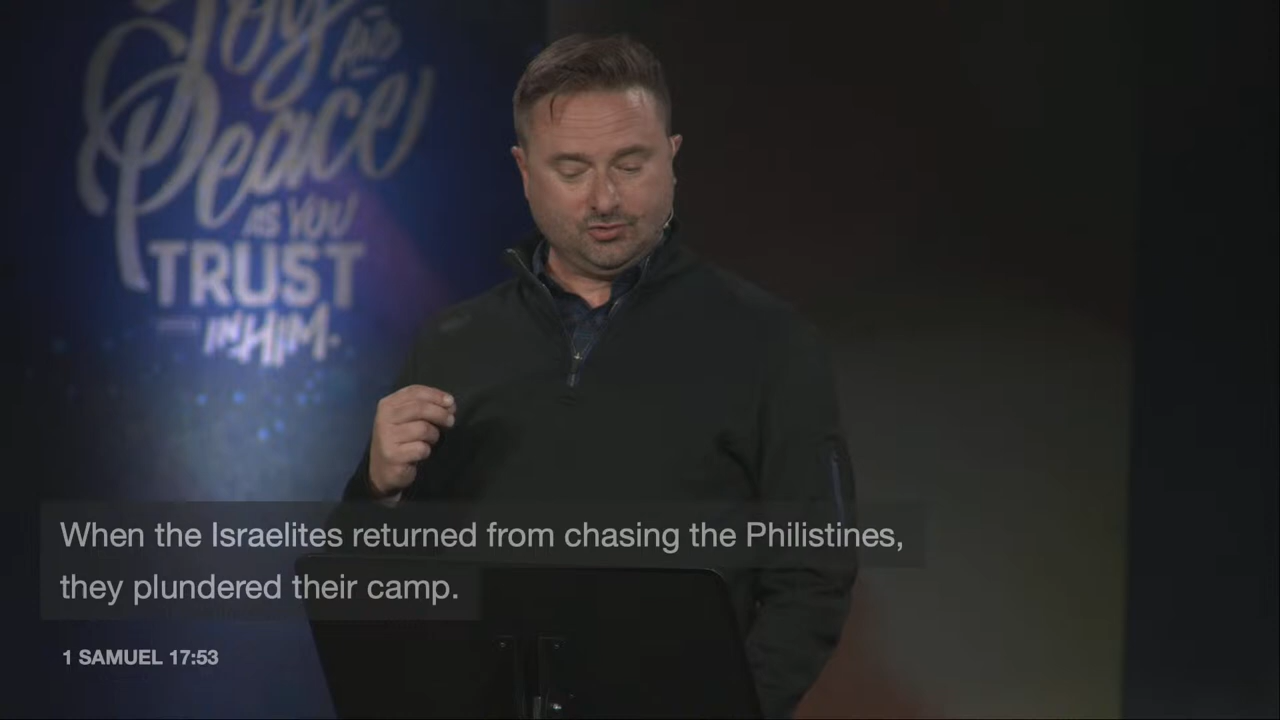 Joy
AND
Peace
AS YOU
TRUST
IN HIM.
When the Israelites returned from chasing the Philistines,
they plundered their camp.
1 SAMUEL 17:53